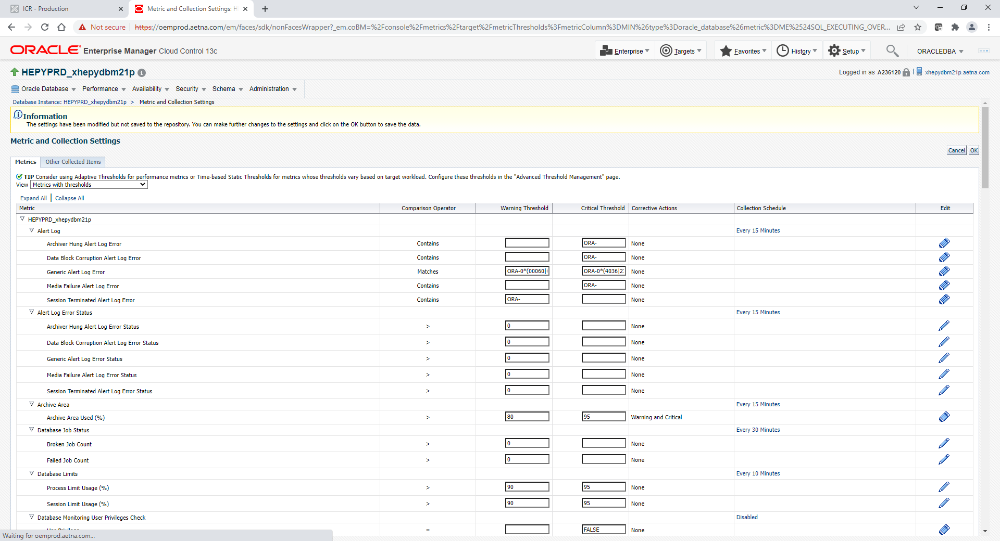 ICR - Production
Metric and Collection Settings: H
Not secure
https://oemprod.aetna.com/em/faces/sdk/nonFacesWrapper?_em.coBM=%2Fconsole%2Fmetrics%2Ftarget%2FmetricThresholds%3FmetricColumn%3DMIN%26type%3Doracle_database%26metric%3DME%2524SQL_EXECUTING_OVER...
ORACLE Enterprise Manager Cloud Control 13c
Enterprise
Targets
Favorites
History
Setup
ORACLEDBA
HEPYPRD_xhepydbm21p
Logged in as A236120
xhepydbm21p.aetna.com
Oracle Database Performance Availability Security Schema Administration
Database Instance: HEPYPRD_xhepydbm21p > Metric and Collection Settings
Information
The settings have been modified but not saved to the repository. You can make further changes to the settings and click on the OK button to save the data.
Metric and Collection Settings
Cancel OK
Metrics Other Collected Items
TIP Consider using Adaptive Thresholds for performance metrics or Time-based Static Thresholds for metrics whose thresholds vary based on target workload. Configure these thresholds in the "Advanced Threshold Management" page.
View Metrics with thresholds
Expand All | Collapse All
Metric Comparison Operator Warning Threshold Critical Threshold Corrective Actions Collection Schedule Edit
HEPYPRD_xhepydbm21p
Alert Log Every 15 Minutes
Archiver Hung Alert Log Error Contains ORA- None
Data Block Corruption Alert Log Error Contains ORA- None
Generic Alert Log Error Matches ORA-0*(00060| ORA-0*(4036|2 None
Media Failure Alert Log Error Contains ORA- None
Session Terminated Alert Log Error Contains ORA- None
Alert Log Error Status Every 15 Minutes
Archiver Hung Alert Log Error Status > 0 None
Data Block Corruption Alert Log Error Status > 0 None
Generic Alert Log Error Status > 0 None
Media Failure Alert Log Error Status > 0 None
Session Terminated Alert Log Error Status > 0 None
Archive Area Every 15 Minutes
Archive Area Used (%) > 80 95 Warning and Critical
Database Job Status Every 30 Minutes
Broken Job Count > 0 None
Failed Job Count > 0 None
Database Limits Every 10 Minutes
Process Limit Usage (%) > 90 95 None
Session Limit Usage (%) > 90 95 None
Database Monitoring User Privileges Check Disabled
= FALSE None
Waiting for oemprod.aetna.com...